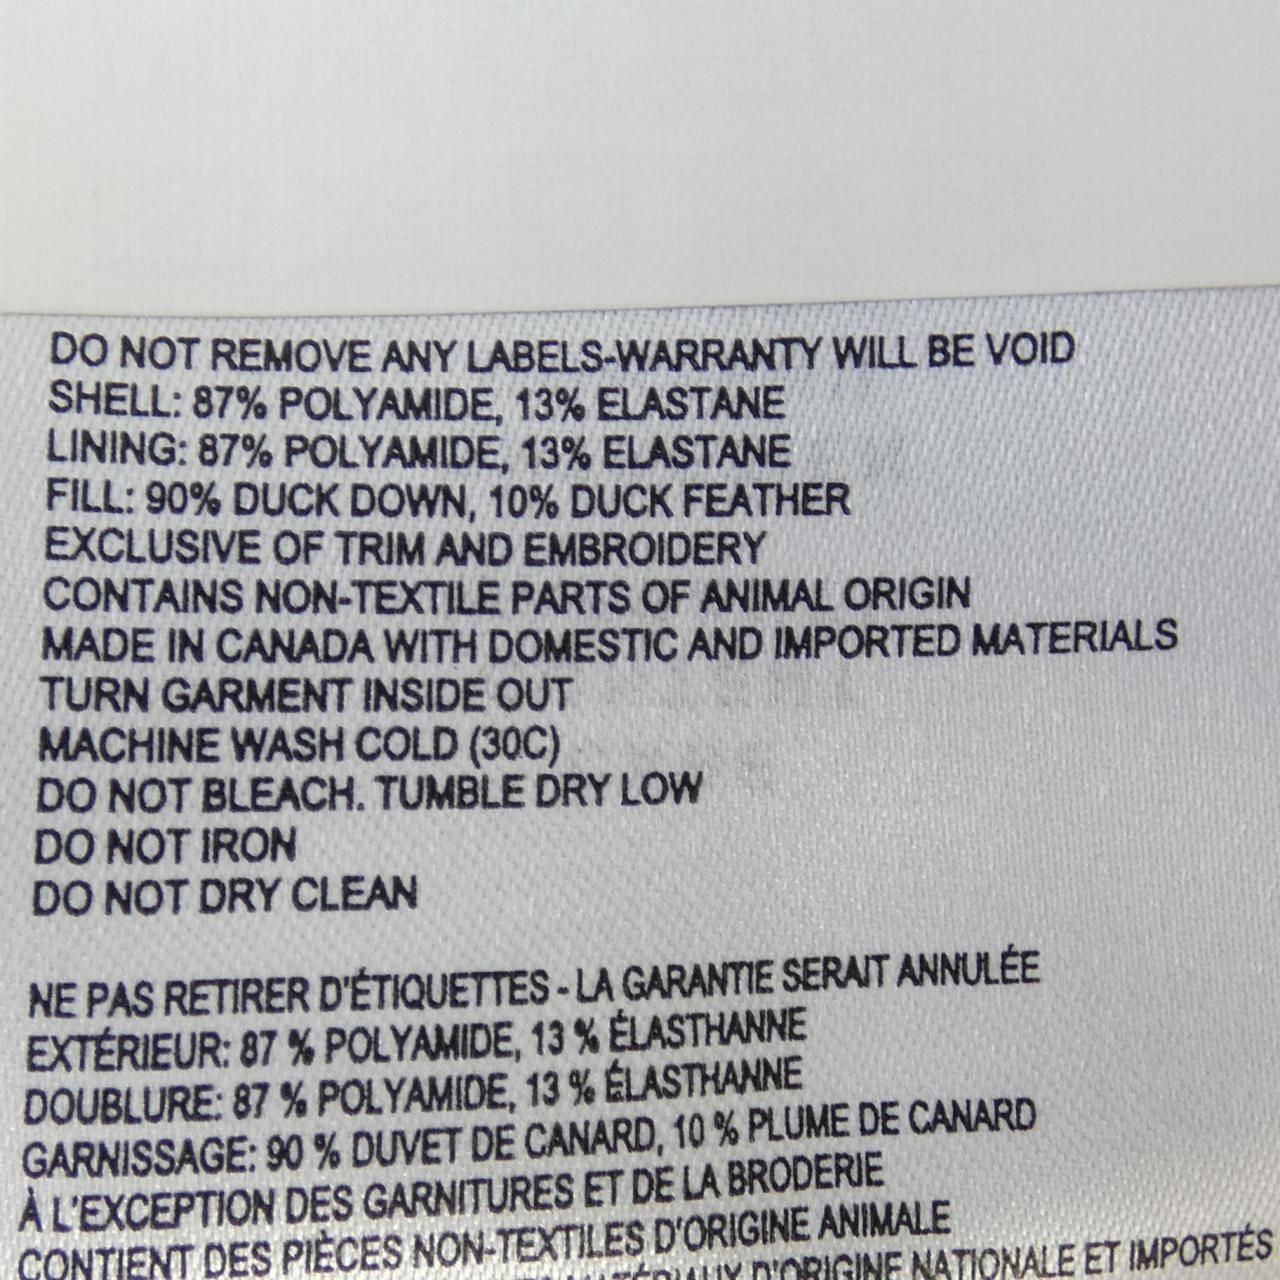 DO NOT REMOVE ANY LABELS-WARRANTY WILL BE VOID
SHELL: 87% POLYAMIDE, 13% ELASTANE
LINING: 87% POLYAMIDE, 13% ELASTANE
FILL: 90% DUCK DOWN, 10% DUCK FEATHER
EXCLUSIVE OF TRIM AND EMBROIDERY
CONTAINS NON-TEXTILE PARTS OF ANIMAL ORIGIN
MADE IN CANADA WITH DOMESTIC AND IMPORTED MATERIALS
TURN GARMENT INSIDE OUT
MACHINE WASH COLD (30C)
DO NOT BLEACH. TUMBLE DRY LOW
DO NOT IRON
DO NOT DRY CLEAN
NE PAS RETIRER D'ÉTIQUETTES - LA GARANTIE SERAIT ANNULÉE
EXTÉRIEUR: 87 % POLYAMIDE, 13 % ÉLASTHANNE
DOUBLURE: 87 % POLYAMIDE, 13 % ÉLASTHANNE
GARNISSAGE: 90 % DUVET DE CANARD, 10 % PLUME DE CANARD
À L'EXCEPTION DES GARNITURES ET DE LA BRODERIE
CONTIENT DES PIÈCES NON-TEXTILES D'ORIGINE ANIMALE
MATÉRIAUX D'ORIGINE NATIONALE ET IMPORTÉS